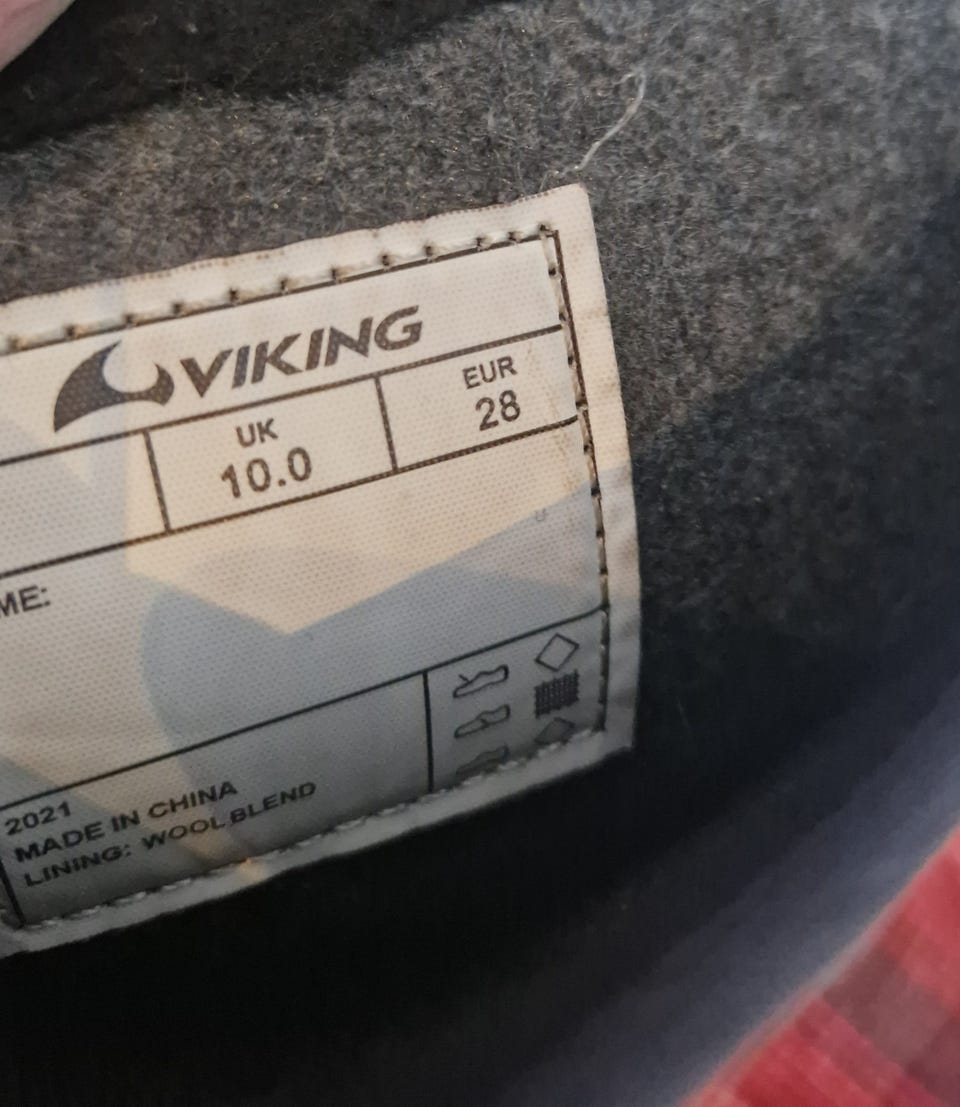 VIKING
UK EUR
10.0 28
ME:
2021
MADE IN CHINA
LINING: WOOL BLEND